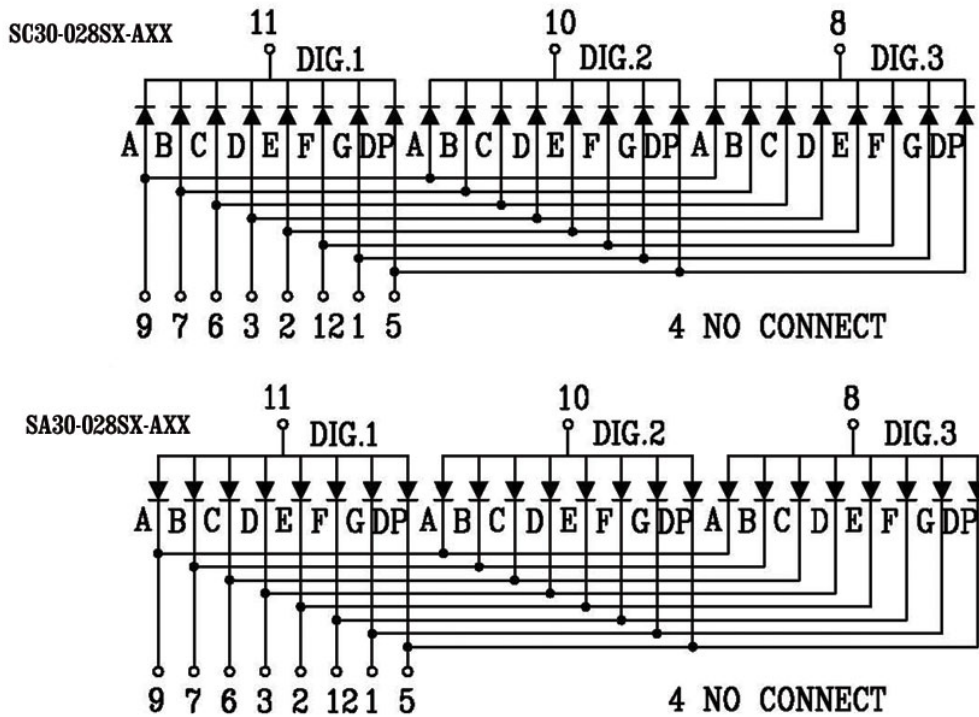 SC30-028SX-AXX
11 10 8
DIG.1 DIG.2 DIG.3
A B C D E F G DP A B C D E F G DP A B C D E F G DP
9 7 6 3 2 12 1 5 4 NO CONNECT
SA30-028SX-AXX
11 10 8
DIG.1 DIG.2 DIG.3
A B C D E F G DP A B C D E F G DP A B C D E F G DP
9 7 6 3 2 12 1 5 4 NO CONNECT